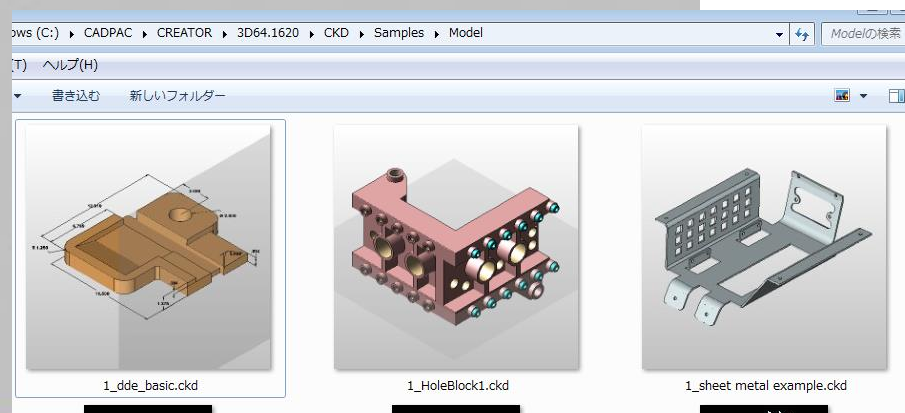 ows (C:) ▸ CADPAC ▸ CREATOR ▸ 3D64.1620 ▸ CKD ▸ Samples ▸ Model
Modelの検索
(T) ヘルプ(H)
書き込む 新しいフォルダー
1_dde_basic.ckd
1_HoleBlock1.ckd
1_sheet metal example.ckd